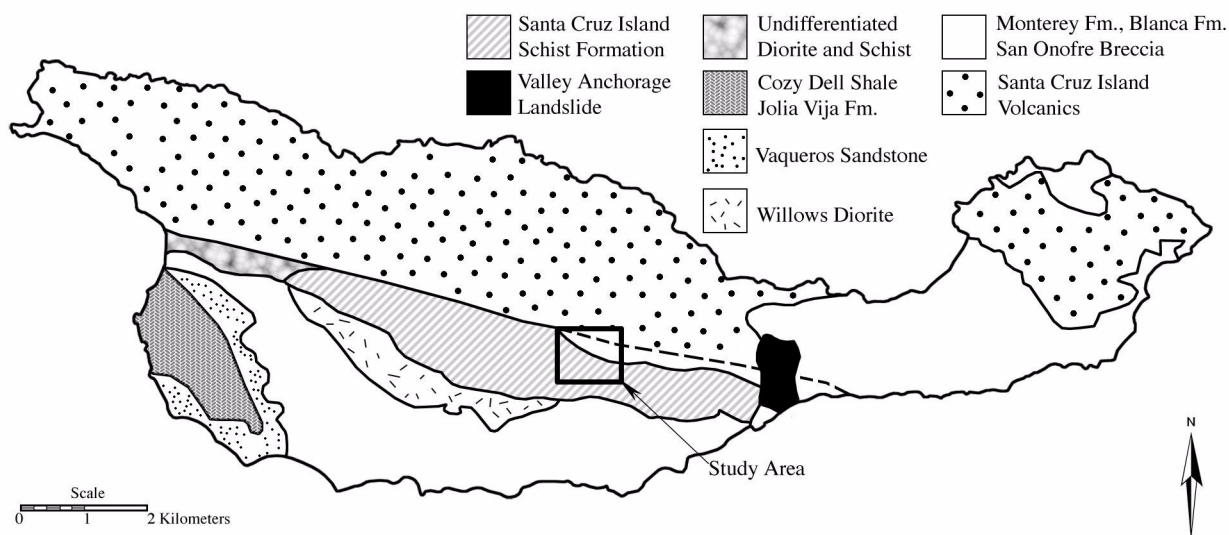 Santa Cruz Island
Schist Formation
Undifferentiated
Diorite and Schist
Monterey Fm., Blanca Fm.
San Onofre Breccia
Valley Anchorage
Landslide
Cozy Dell Shale
Jolia Vija Fm.
Santa Cruz Island
Volcanics
Vaqueros Sandstone
Willows Diorite
Study Area
N
Scale
0 1 2 Kilometers